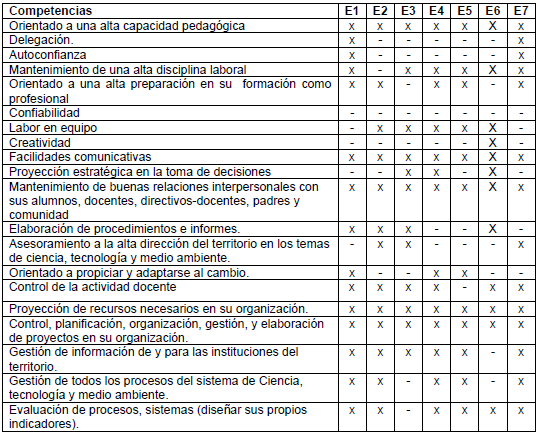 Competencias E1 E2 E3 E4 E5 E6 E7
Orientado a una alta capacidad pedagógica x x x x x X x
Delegación. x - - - - - x
Autoconfianza x - - - - - x
Mantenimiento de una alta disciplina laboral x - x x x X x
Orientado a una alta preparación en su formación como x x - x x - x
profesional
Confiabilidad - - - - - - -
Labor en equipo - x x x x X -
Creatividad - - - - - X -
Facilidades comunicativas x x x x x X x
Proyección estratégica en la toma de decisiones - - x x - X -
Mantenimiento de buenas relaciones interpersonales con x x x x x X x
sus alumnos, docentes, directivos-docentes, padres y
comunidad
Elaboración de procedimientos e informes. x x x - - X -
Asesoramiento a la alta dirección del territorio en los temas - x x - - - x
de ciencia, tecnología y medio ambiente.
Orientado a propiciar y adaptarse al cambio. x - - x x - -
Control de la actividad docente x x x x - x x
Proyección de recursos necesarios en su organización. x x x x x x x
Control, planificación, organización, gestión, y elaboración x x x x x x x
de proyectos en su organización.
Gestión de información de y para las instituciones del x x x x x - x
territorio.
Gestión de todos los procesos del sistema de Ciencia, x x - x x - x
tecnología y medio ambiente.
Evaluación de procesos, sistemas (diseñar sus propios x x - x x x x
indicadores).